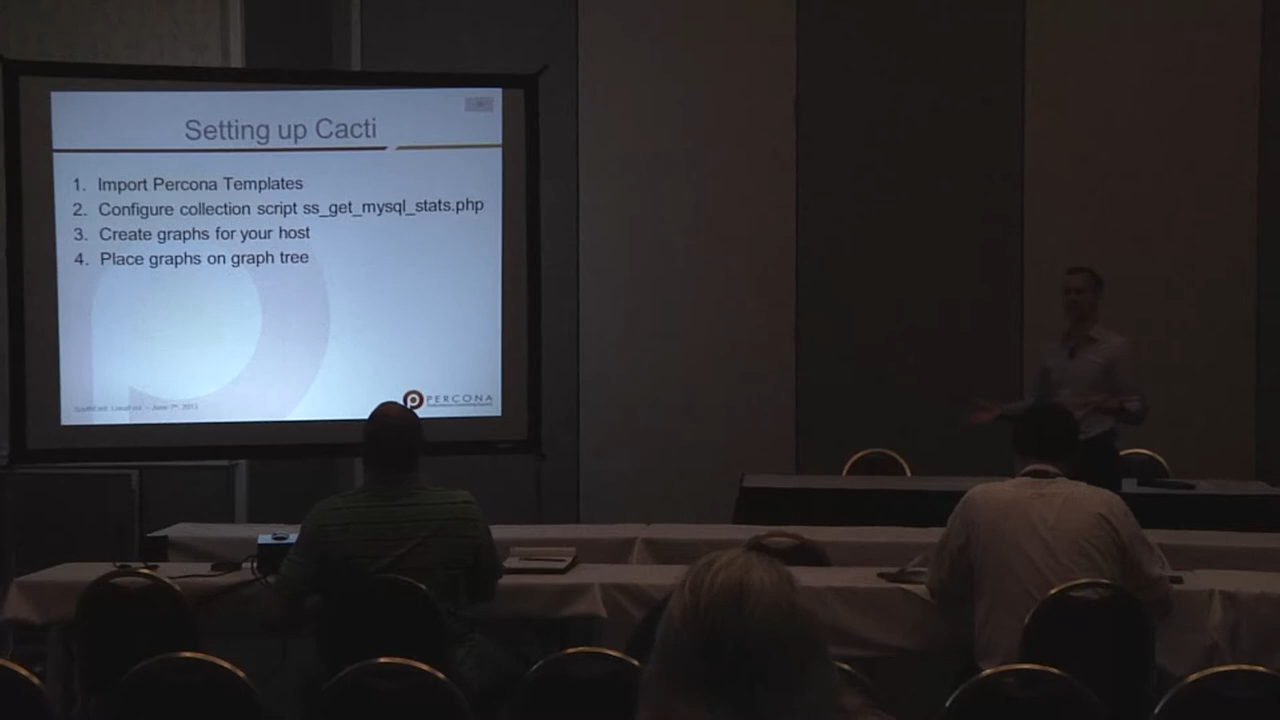 Setting up Cacti
1. Import Percona Templates
2. Configure collection script ss_get_mysql_stats.php
3. Create graphs for your host
4. Place graphs on graph tree
PERCONA